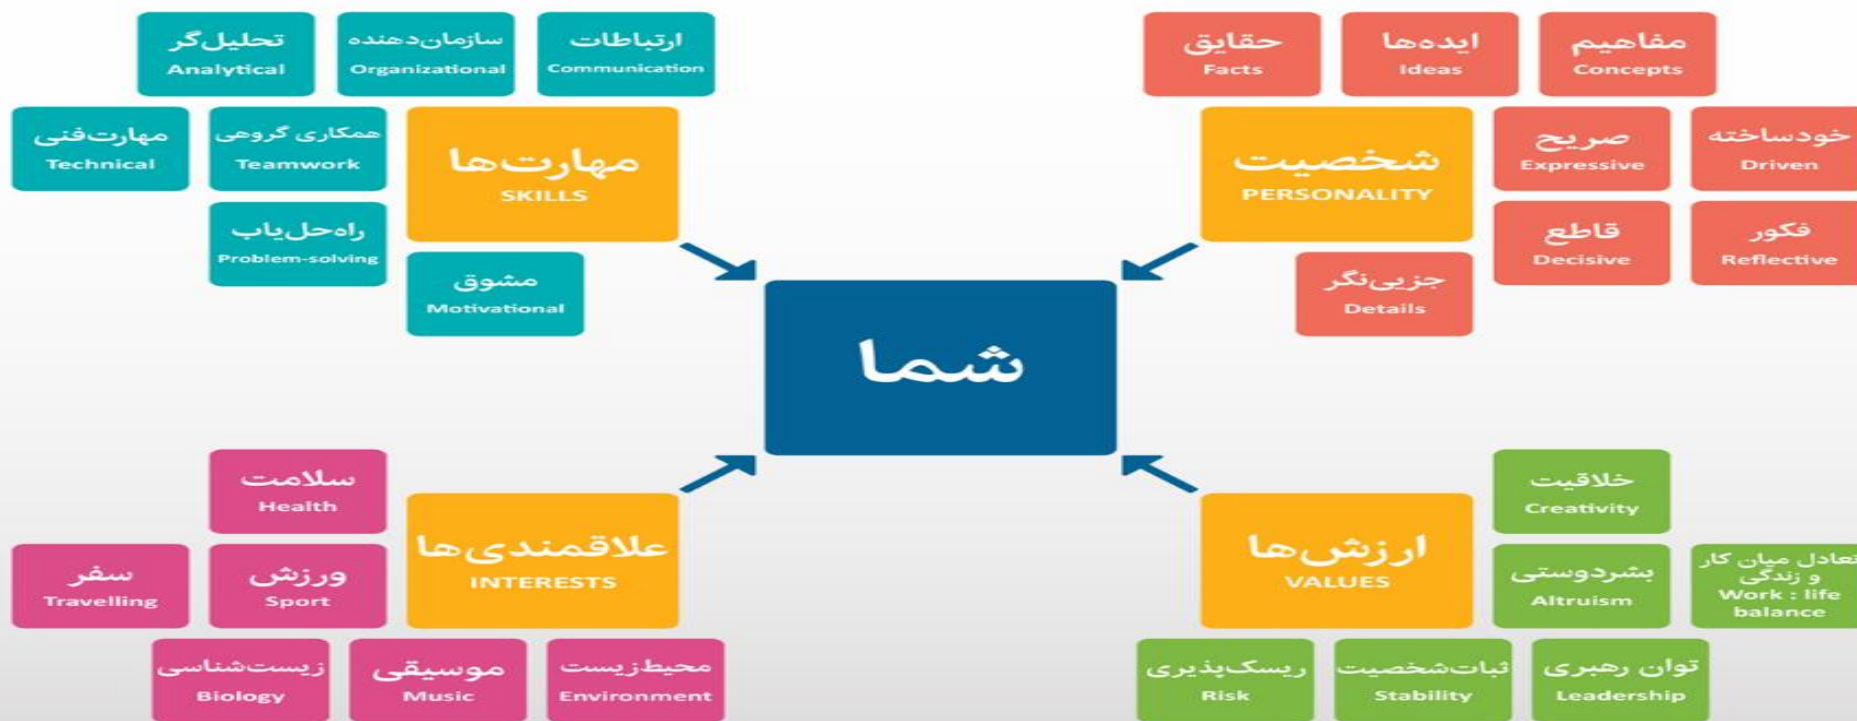 تحلیل‌گر
Analytical
سازمان‌دهنده
Organizational
ارتباطات
Communication
مهارت‌فنی
Technical
همکاری گروهی
Teamwork
مهارت‌ها
SKILLS
راه‌حل‌یاب
Problem-solving
مشوق
Motivational
حقایق
Facts
ایده‌ها
Ideas
مفاهیم
Concepts
شخصیت
PERSONALITY
صریح
Expressive
خودساخته
Driven
قاطع
Decisive
فکور
Reflective
جزیی‌نگر
Details
شما
سلامت
Health
سفر
Travelling
ورزش
Sport
علاقمندی‌ها
INTERESTS
زیست‌شناسی
Biology
موسیقی
Music
محیط‌زیست
Environment
خلاقیت
Creativity
ارزش‌ها
VALUES
بشردوستی
Altruism
تعادل میان کار
و زندگی
Work : life
balance
ریسک‌پذیری
Risk
ثبات‌شخصیت
Stability
توان رهبری
Leadership